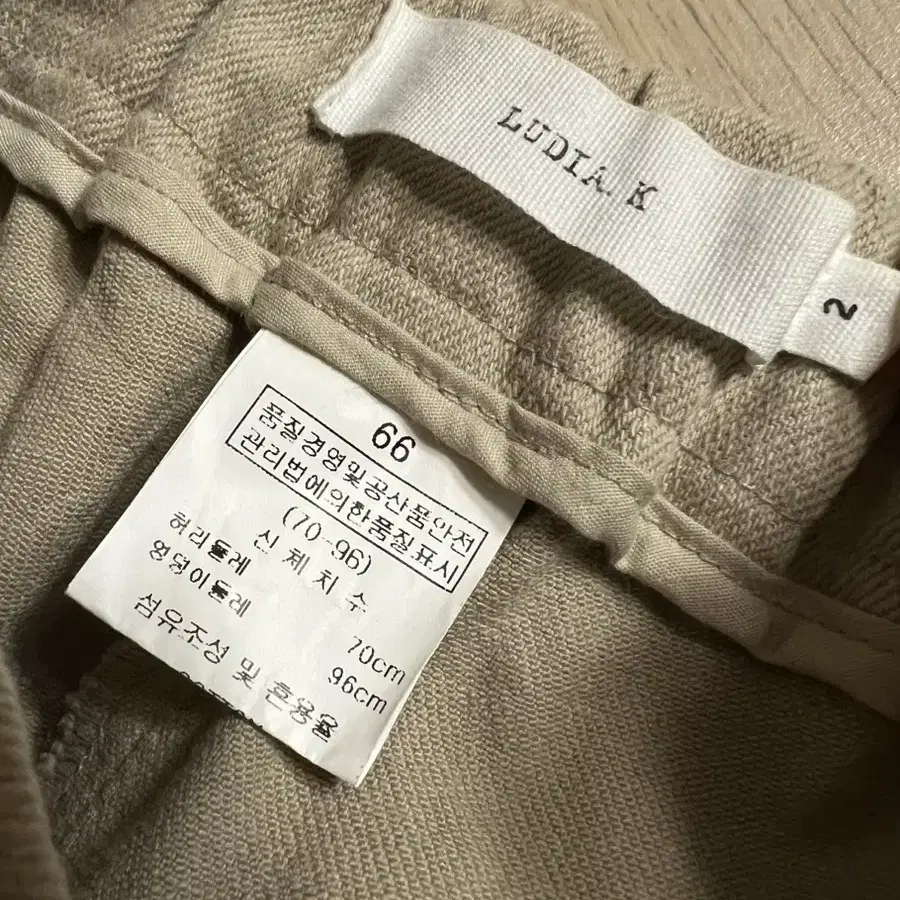 LUDIA.K
2
66
품질경영및공산품안전
관리법에의한품질표시
(70-96)
신체치수
허리둘레 70cm
엉덩이둘레 96cm
섬유조성 및 혼용율
COTTON